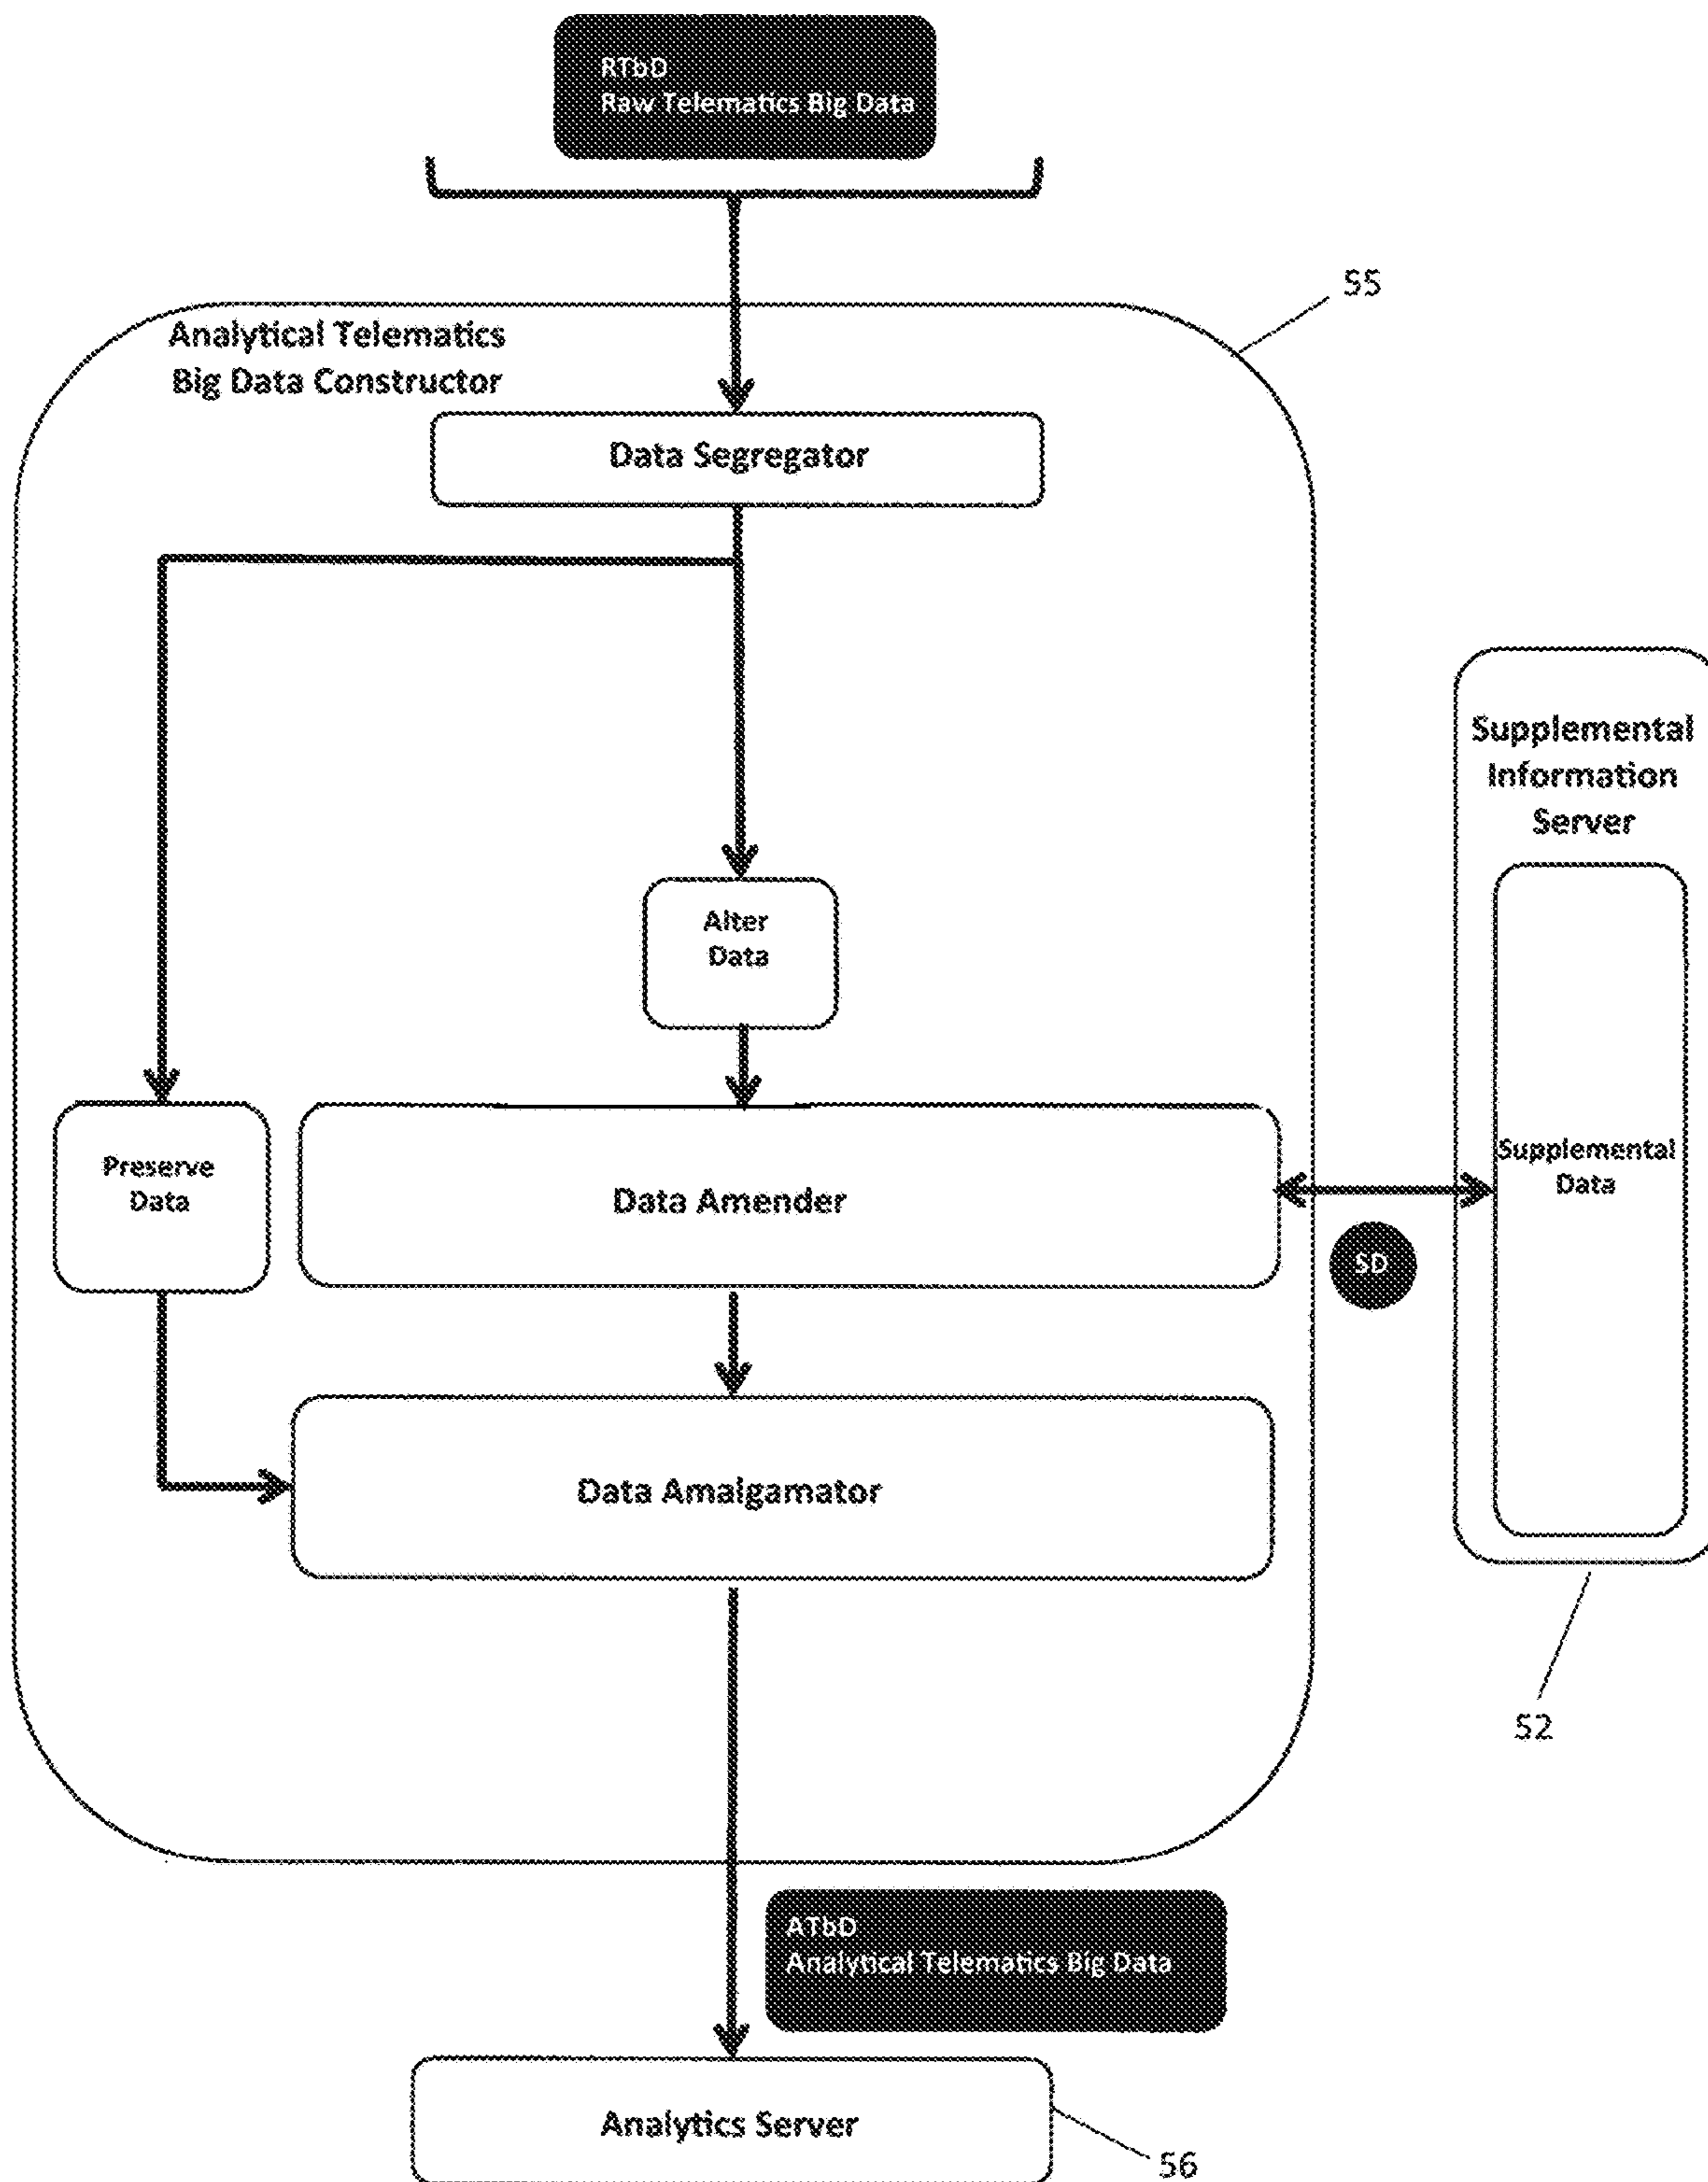 RTbD
Raw Telematics Big Data
55
Analytical Telematics
Big Data Constructor
Data Segregator
Supplemental
Information
Server
Alter
Data
Preserve
Data
Data Amender
Supplemental
Data
SD
Data Amalgamator
52
ATbD
Analytical Telematics Big Data
Analytics Server
56